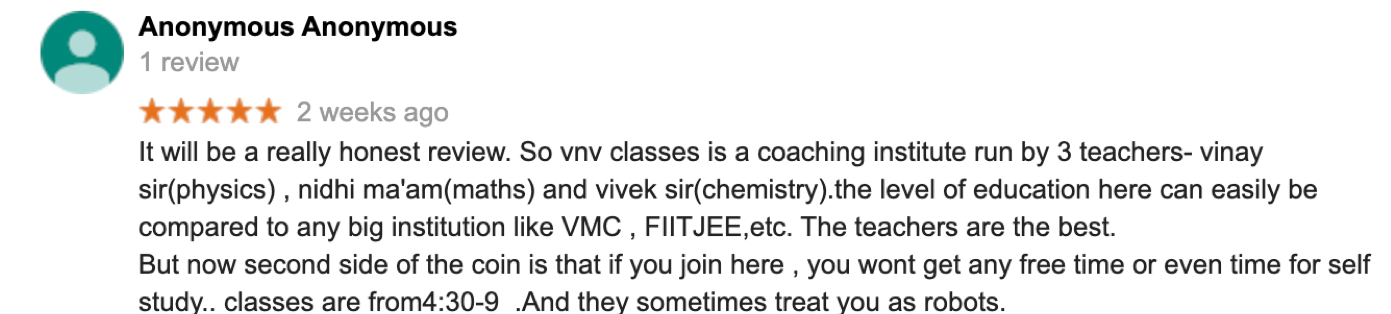 Anonymous Anonymous
1 review
2 weeks ago
It will be a really honest review. So vnv classes is a coaching institute run by 3 teachers- vinay
sir(physics) , nidhi ma'am(maths) and vivek sir(chemistry).the level of education here can easily be
compared to any big institution like VMC , FIITJEE,etc. The teachers are the best.
But now second side of the coin is that if you join here , you wont get any free time or even time for self
study.. classes are from4:30-9  .And they sometimes treat you as robots.